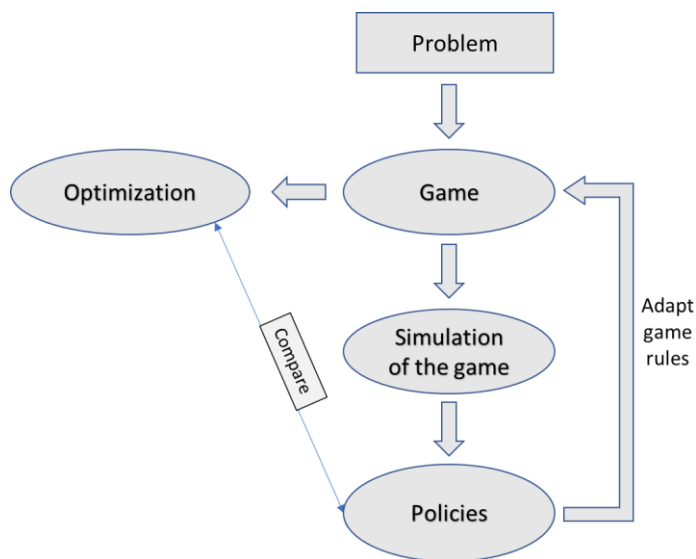 Problem
Optimization
Game
Simulation
of the game
Adapt
game
rules
Compare
Policies